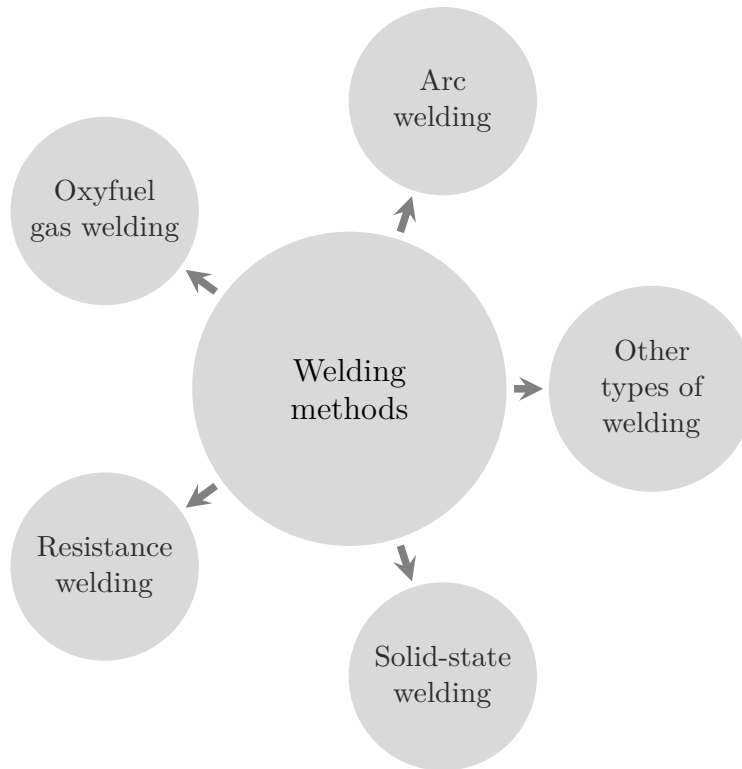 Arc
welding
Oxyfuel
gas welding
Welding
methods
Other
types of
welding
Resistance
welding
Solid-state
welding